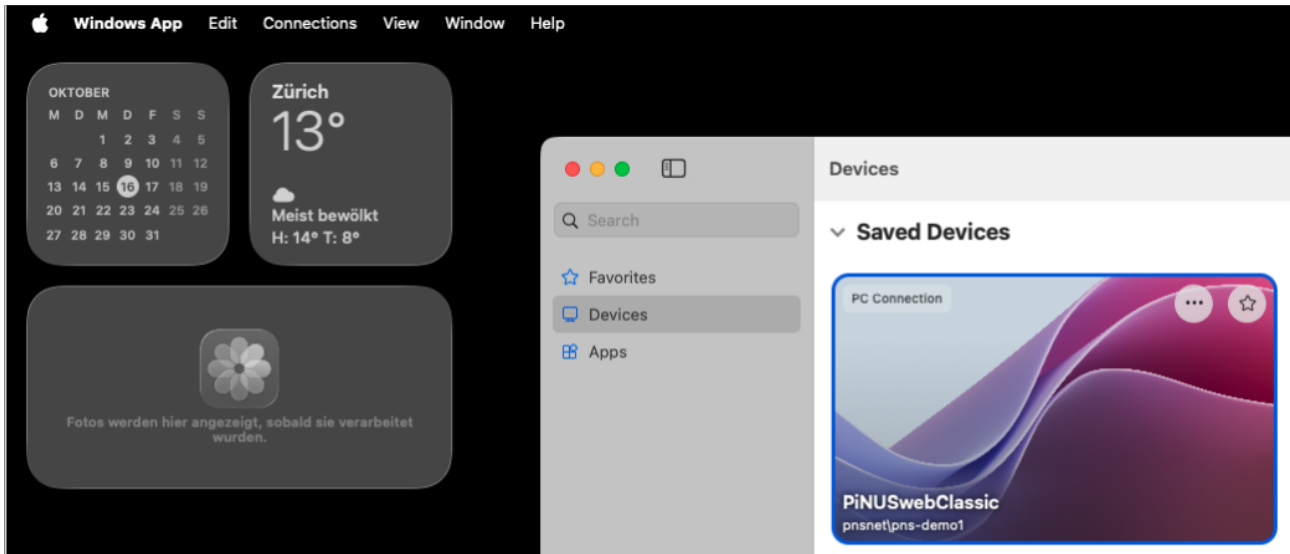 Windows App Edit Connections View Window Help
OKTOBER
M D M D F S S
1 2 3 4 5
6 7 8 9 10 11 12
13 14 15 16 17 18 19
20 21 22 23 24 25 26
27 28 29 30 31
Zürich
13°
Meist bewölkt
H: 14° T: 8°
Fotos werden hier angezeigt, sobald sie verarbeitet
wurden.
Search
Favorites
Devices
Apps
Devices
Saved Devices
PC Connection
PiNUSwebClassic
pnsnet\pns-demo1